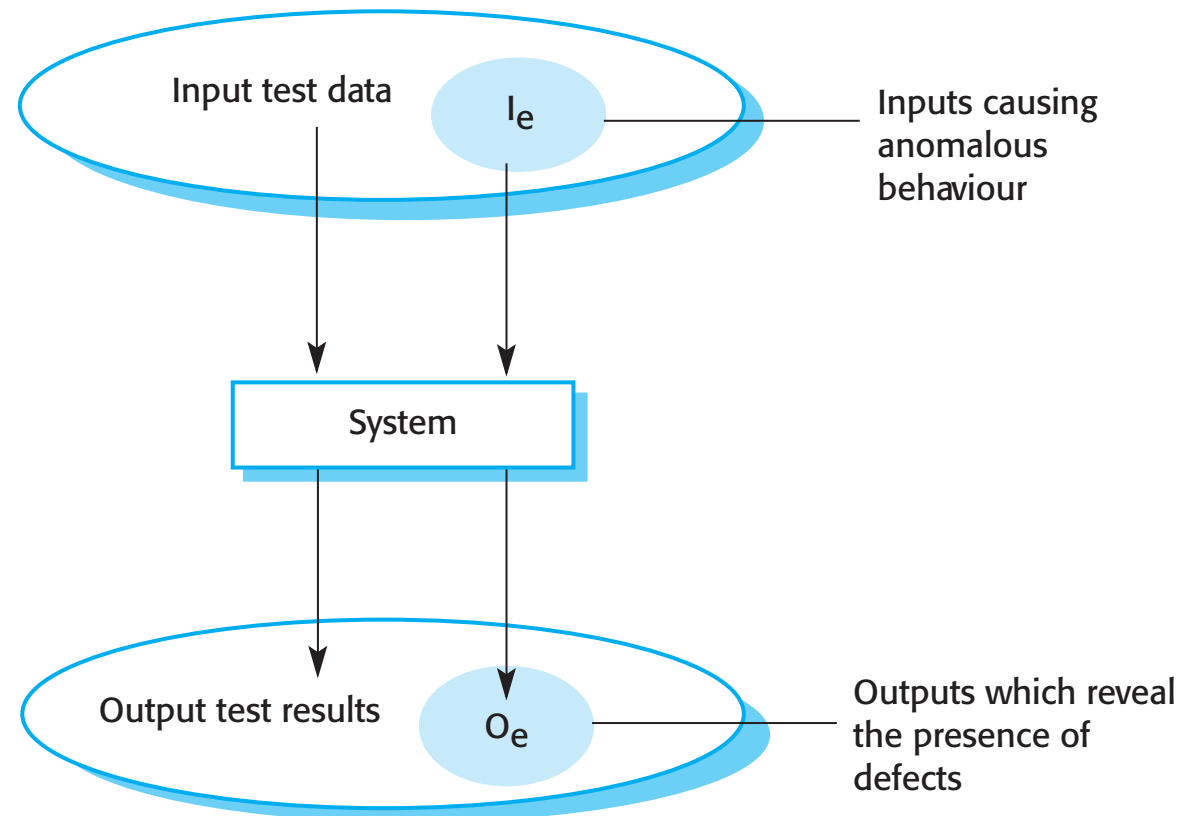 Input test data
Ie
Inputs causing
anomalous
behaviour
System
Output test results
Oe
Outputs which reveal
the presence of
defects